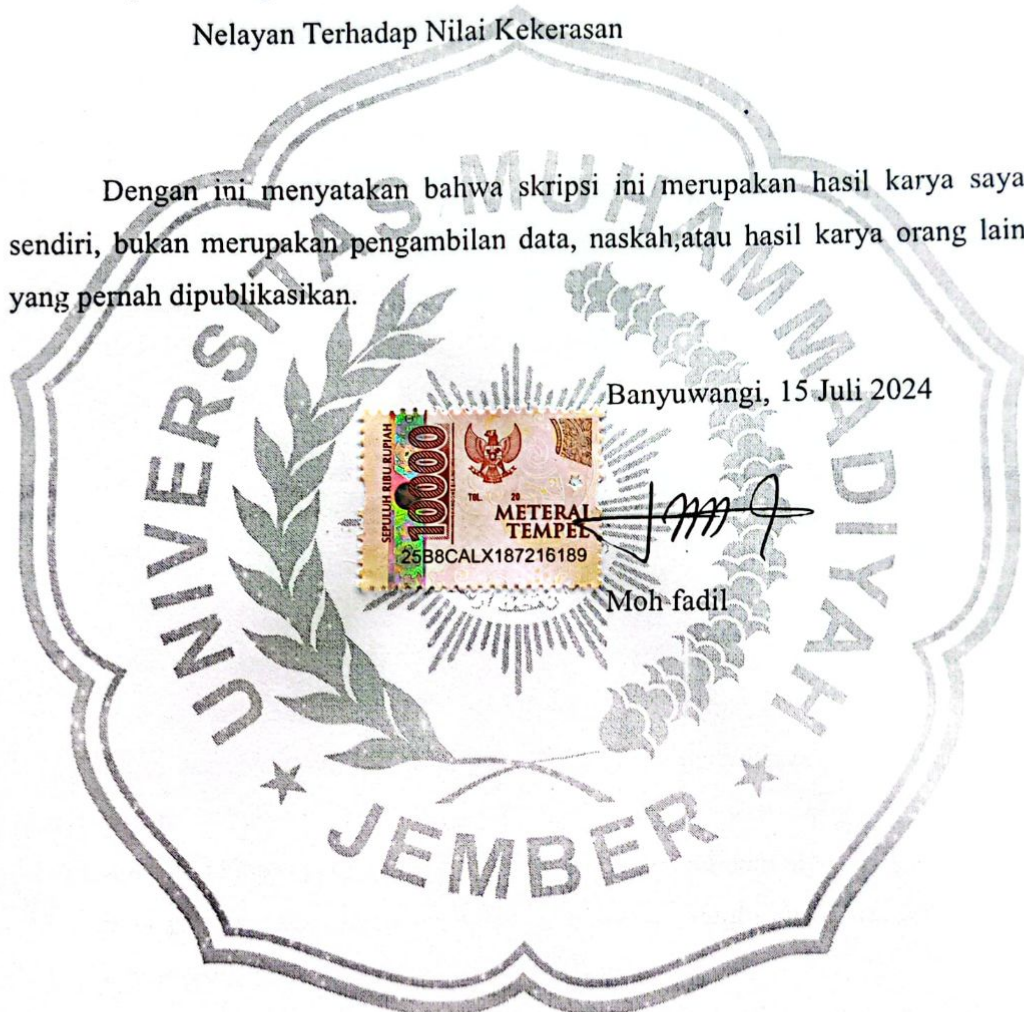 Nelayan Terhadap Nilai Kekerasan
Dengan ini menyatakan bahwa skripsi ini merupakan hasil karya saya
sendiri, bukan merupakan pengambilan data, naskah,atau hasil karya orang lain
yang pernah dipublikasikan.
Banyuwangi, 15 Juli 2024
SEPULUH RIBU RUPIAH
10000
TGL. 20
METERAI
TEMPEL
25B8CALX187216189
Moh fadil
UNIVERSITAS MUHAMMADIYAH
JEMBER